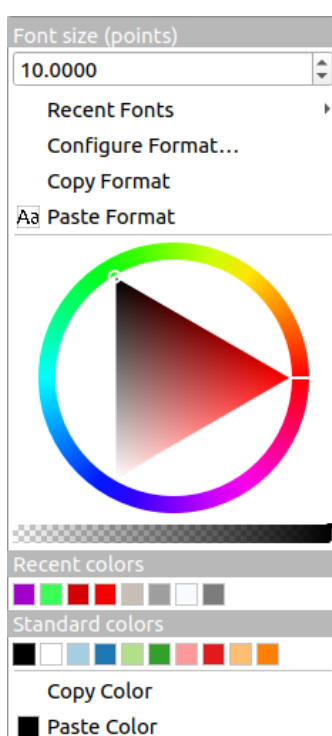 Font size (points)
10.0000
Recent Fonts
Configure Format…
Copy Format
Aa Paste Format
Recent colors
Standard colors
Copy Color
Paste Color